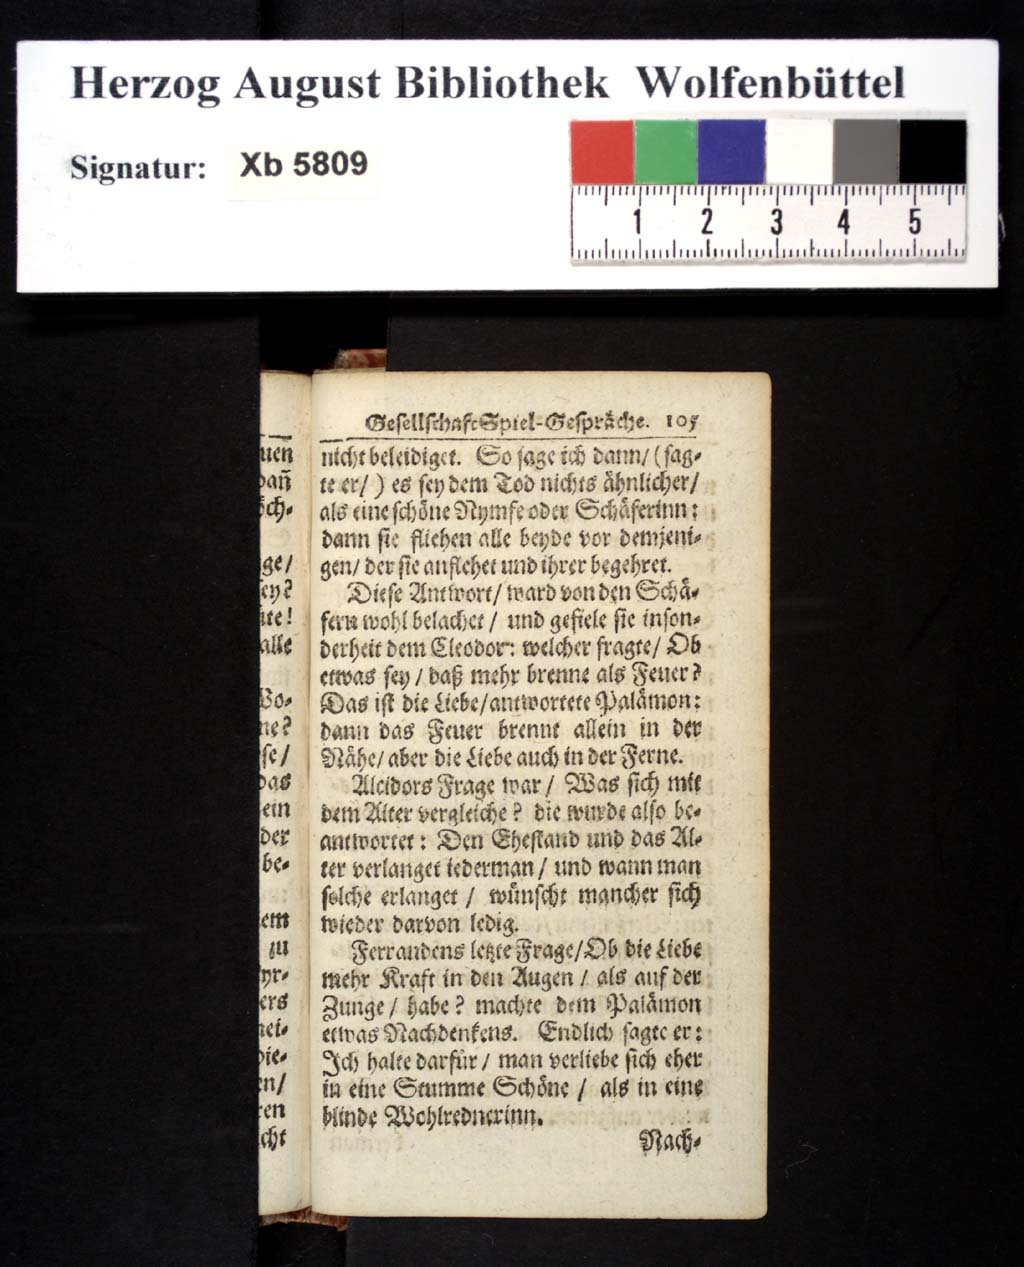 Herzog August Bibliothek Wolfenbüttel
Signatur: Xb 5809
1 2 3 4 5
GesellschaftSpiel-Gespräche. 105
nicht beleidiget. So sage ich dann/ (sag-
te er/) es sey dem Tod nichts ähnlicher/
als eine schöne Nymfe oder Schäferinn:
dann sie fliehen alle beyde vor demjeni-
gen/ der sie anflehet und ihrer begehret.
Diese Antwort/ ward von den Schä-
fern wohl belachet/ und gefiele sie inson-
derheit dem Cleodor: welcher fragte/ Ob
etwas sey/ daß mehr brenne als Feuer?
Das ist die Liebe/ antwortete Palämon:
dann das Feuer brennt allein in der
Nähe/ aber die Liebe auch in der Ferne.
Alcidors Frage war/ Was sich mit
dem Alter vergleiche? die wurde also be-
antwortet: Den Ehestand und das Al-
ter verlanget iederman/ und wann man
solche erlanget/ wünscht mancher sich
wieder darvon ledig.
Ferrandens letzte Frage/ Ob die Liebe
mehr Kraft in den Augen/ als auf der
Zunge/ habe? machte dem Palämon
etwas Nachdenkens. Endlich sagte er:
Ich halte darfür/ man verliebe sich eher
in eine Stumme Schöne/ als in eine
blinde Wohlrednerinn.
Nach-